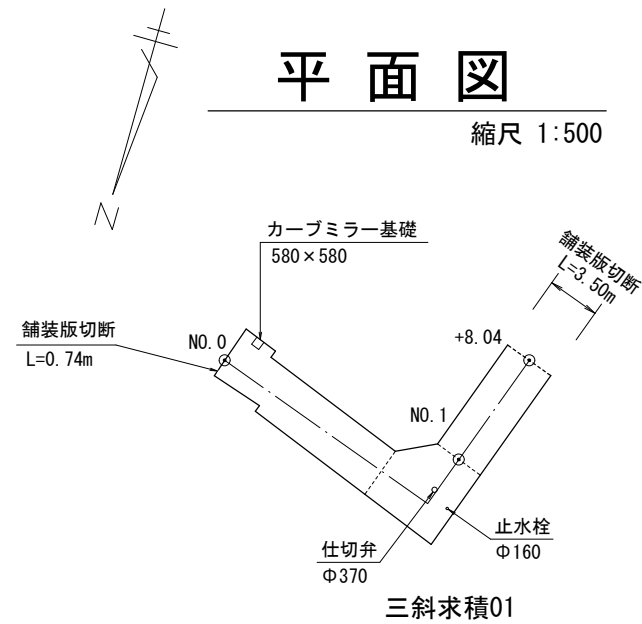 平面図
縮尺 1:500
N
カーブミラー基礎
580×580
舗装版切断
L=3.50m
舗装版切断
L=0.74m
NO.0
+8.04
NO.1
仕切弁
Φ370
止水栓
Φ160
三斜求積01